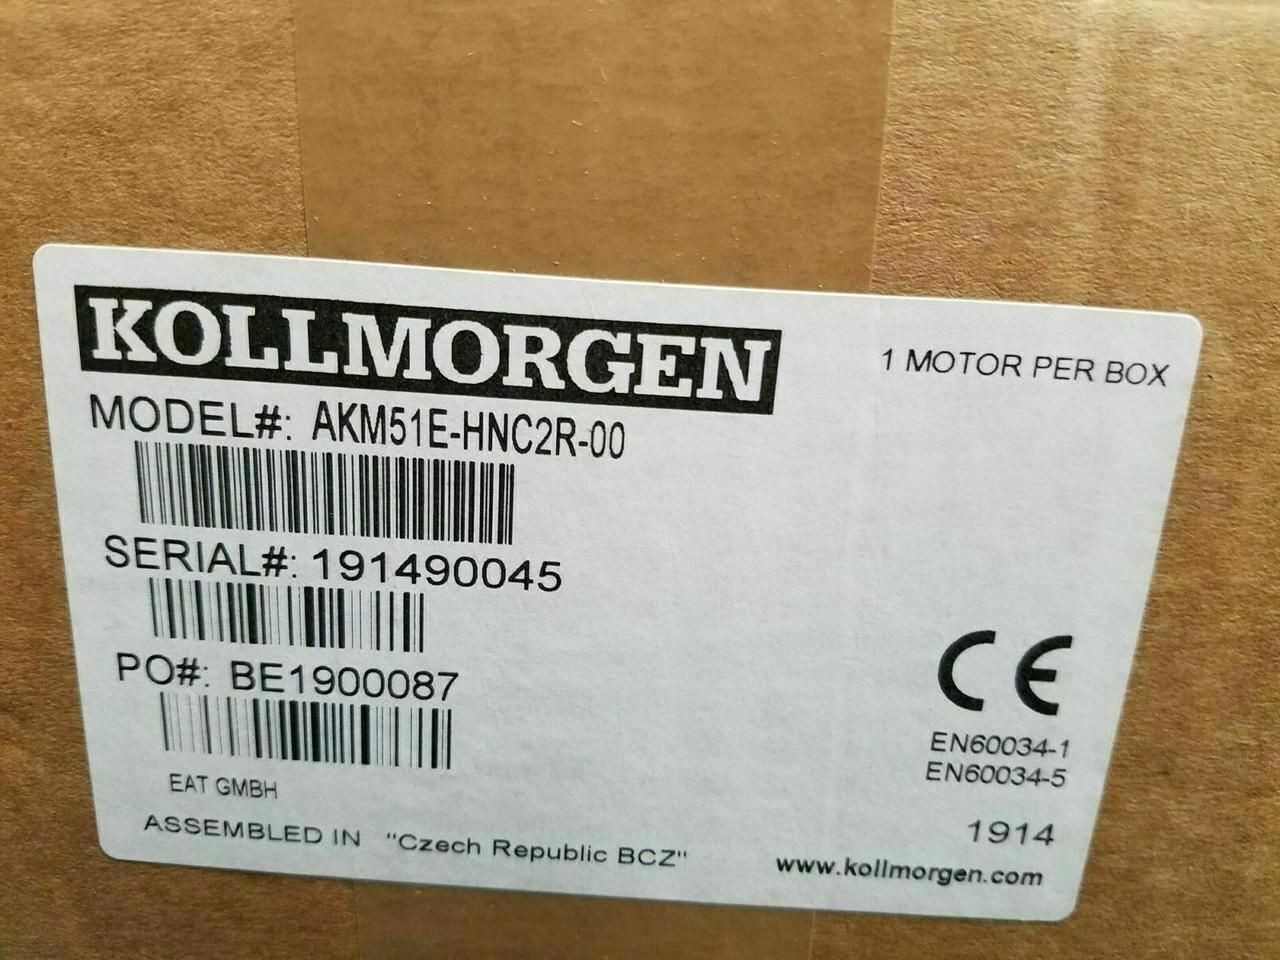 KOLLMORGEN
1 MOTOR PER BOX
MODEL#: AKM51E-HNC2R-00
SERIAL#: 191490045
PO#: BE1900087
EAT GMBH
ASSEMBLED IN "Czech Republic BCZ"
CE
EN60034-1
EN60034-5
1914
www.kollmorgen.com